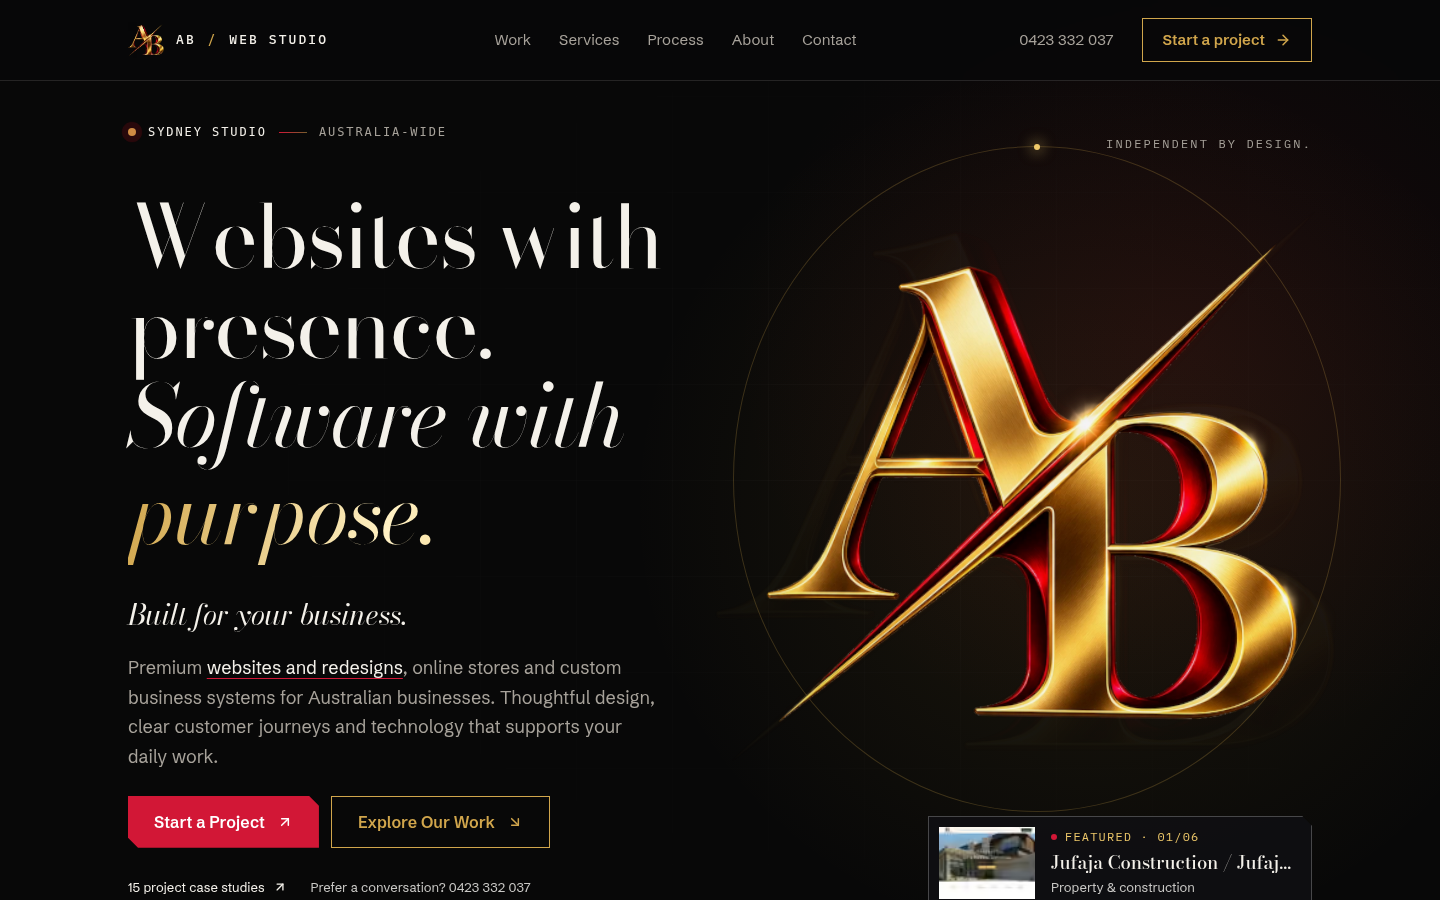 AB / WEB STUDIO
Work Services Process About Contact
0423 332 037
Start a project
SYDNEY STUDIO AUSTRALIA-WIDE
INDEPENDENT BY DESIGN.
Websites with
presence.
Software with
purpose.
AB
Built for your business.
Premium websites and redesigns, online stores and custom
business systems for Australian businesses. Thoughtful design,
clear customer journeys and technology that supports your
daily work.
Start a Project
Explore Our Work
15 project case studies
Prefer a conversation? 0423 332 037
FEATURED · 01/06
Jufaja Construction / Jufaj...
Property & construction